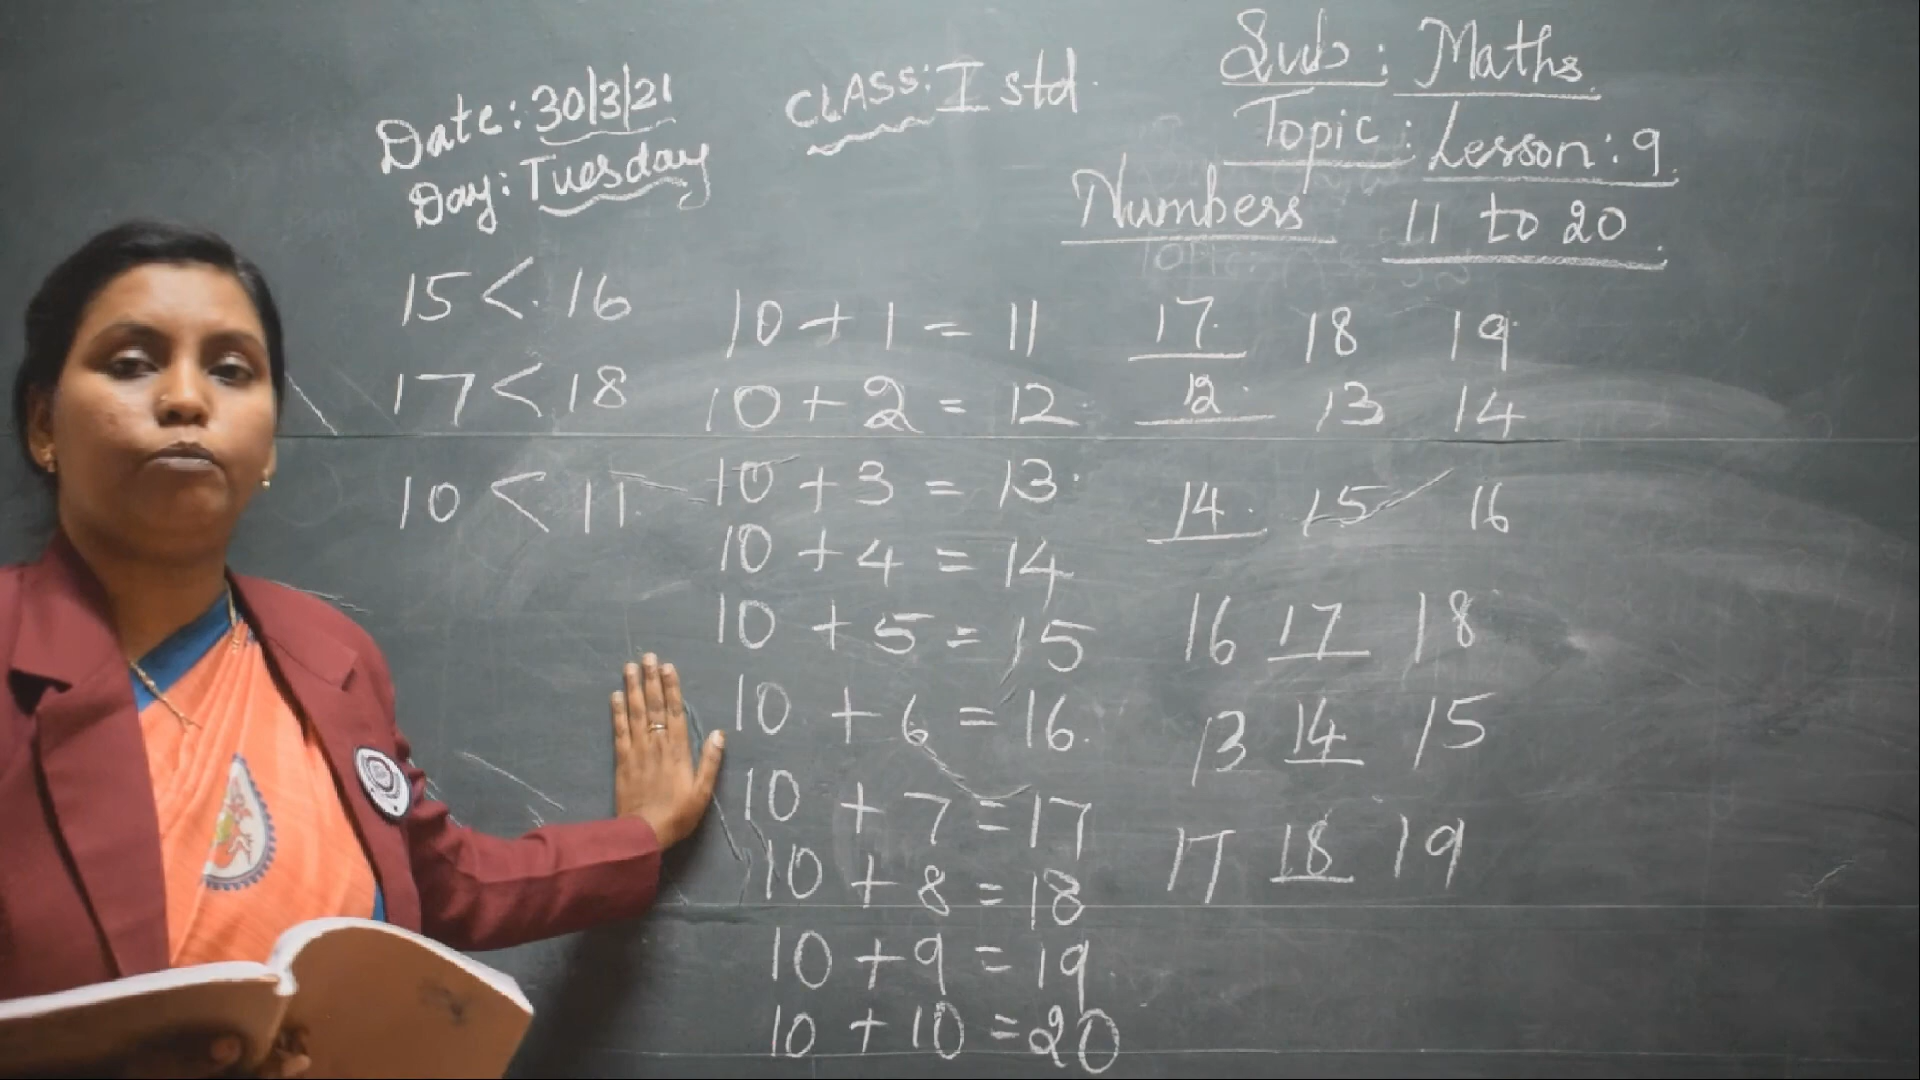 Date: 30/3/21
Day: Tuesday
CLASS: I std.
Sub: Maths
Topic: Lesson: 9
Numbers 11 to 20.
15 < 16
17 < 18
10 < 11
10 + 1 = 11
10 + 2 = 12
10 + 3 = 13
10 + 4 = 14
10 + 5 = 15
10 + 6 = 16
10 + 7 = 17
10 + 8 = 18
10 + 9 = 19
10 + 10 = 20
17 18 19
12 13 14
14 15 16
16 17 18
13 14 15
17 18 19